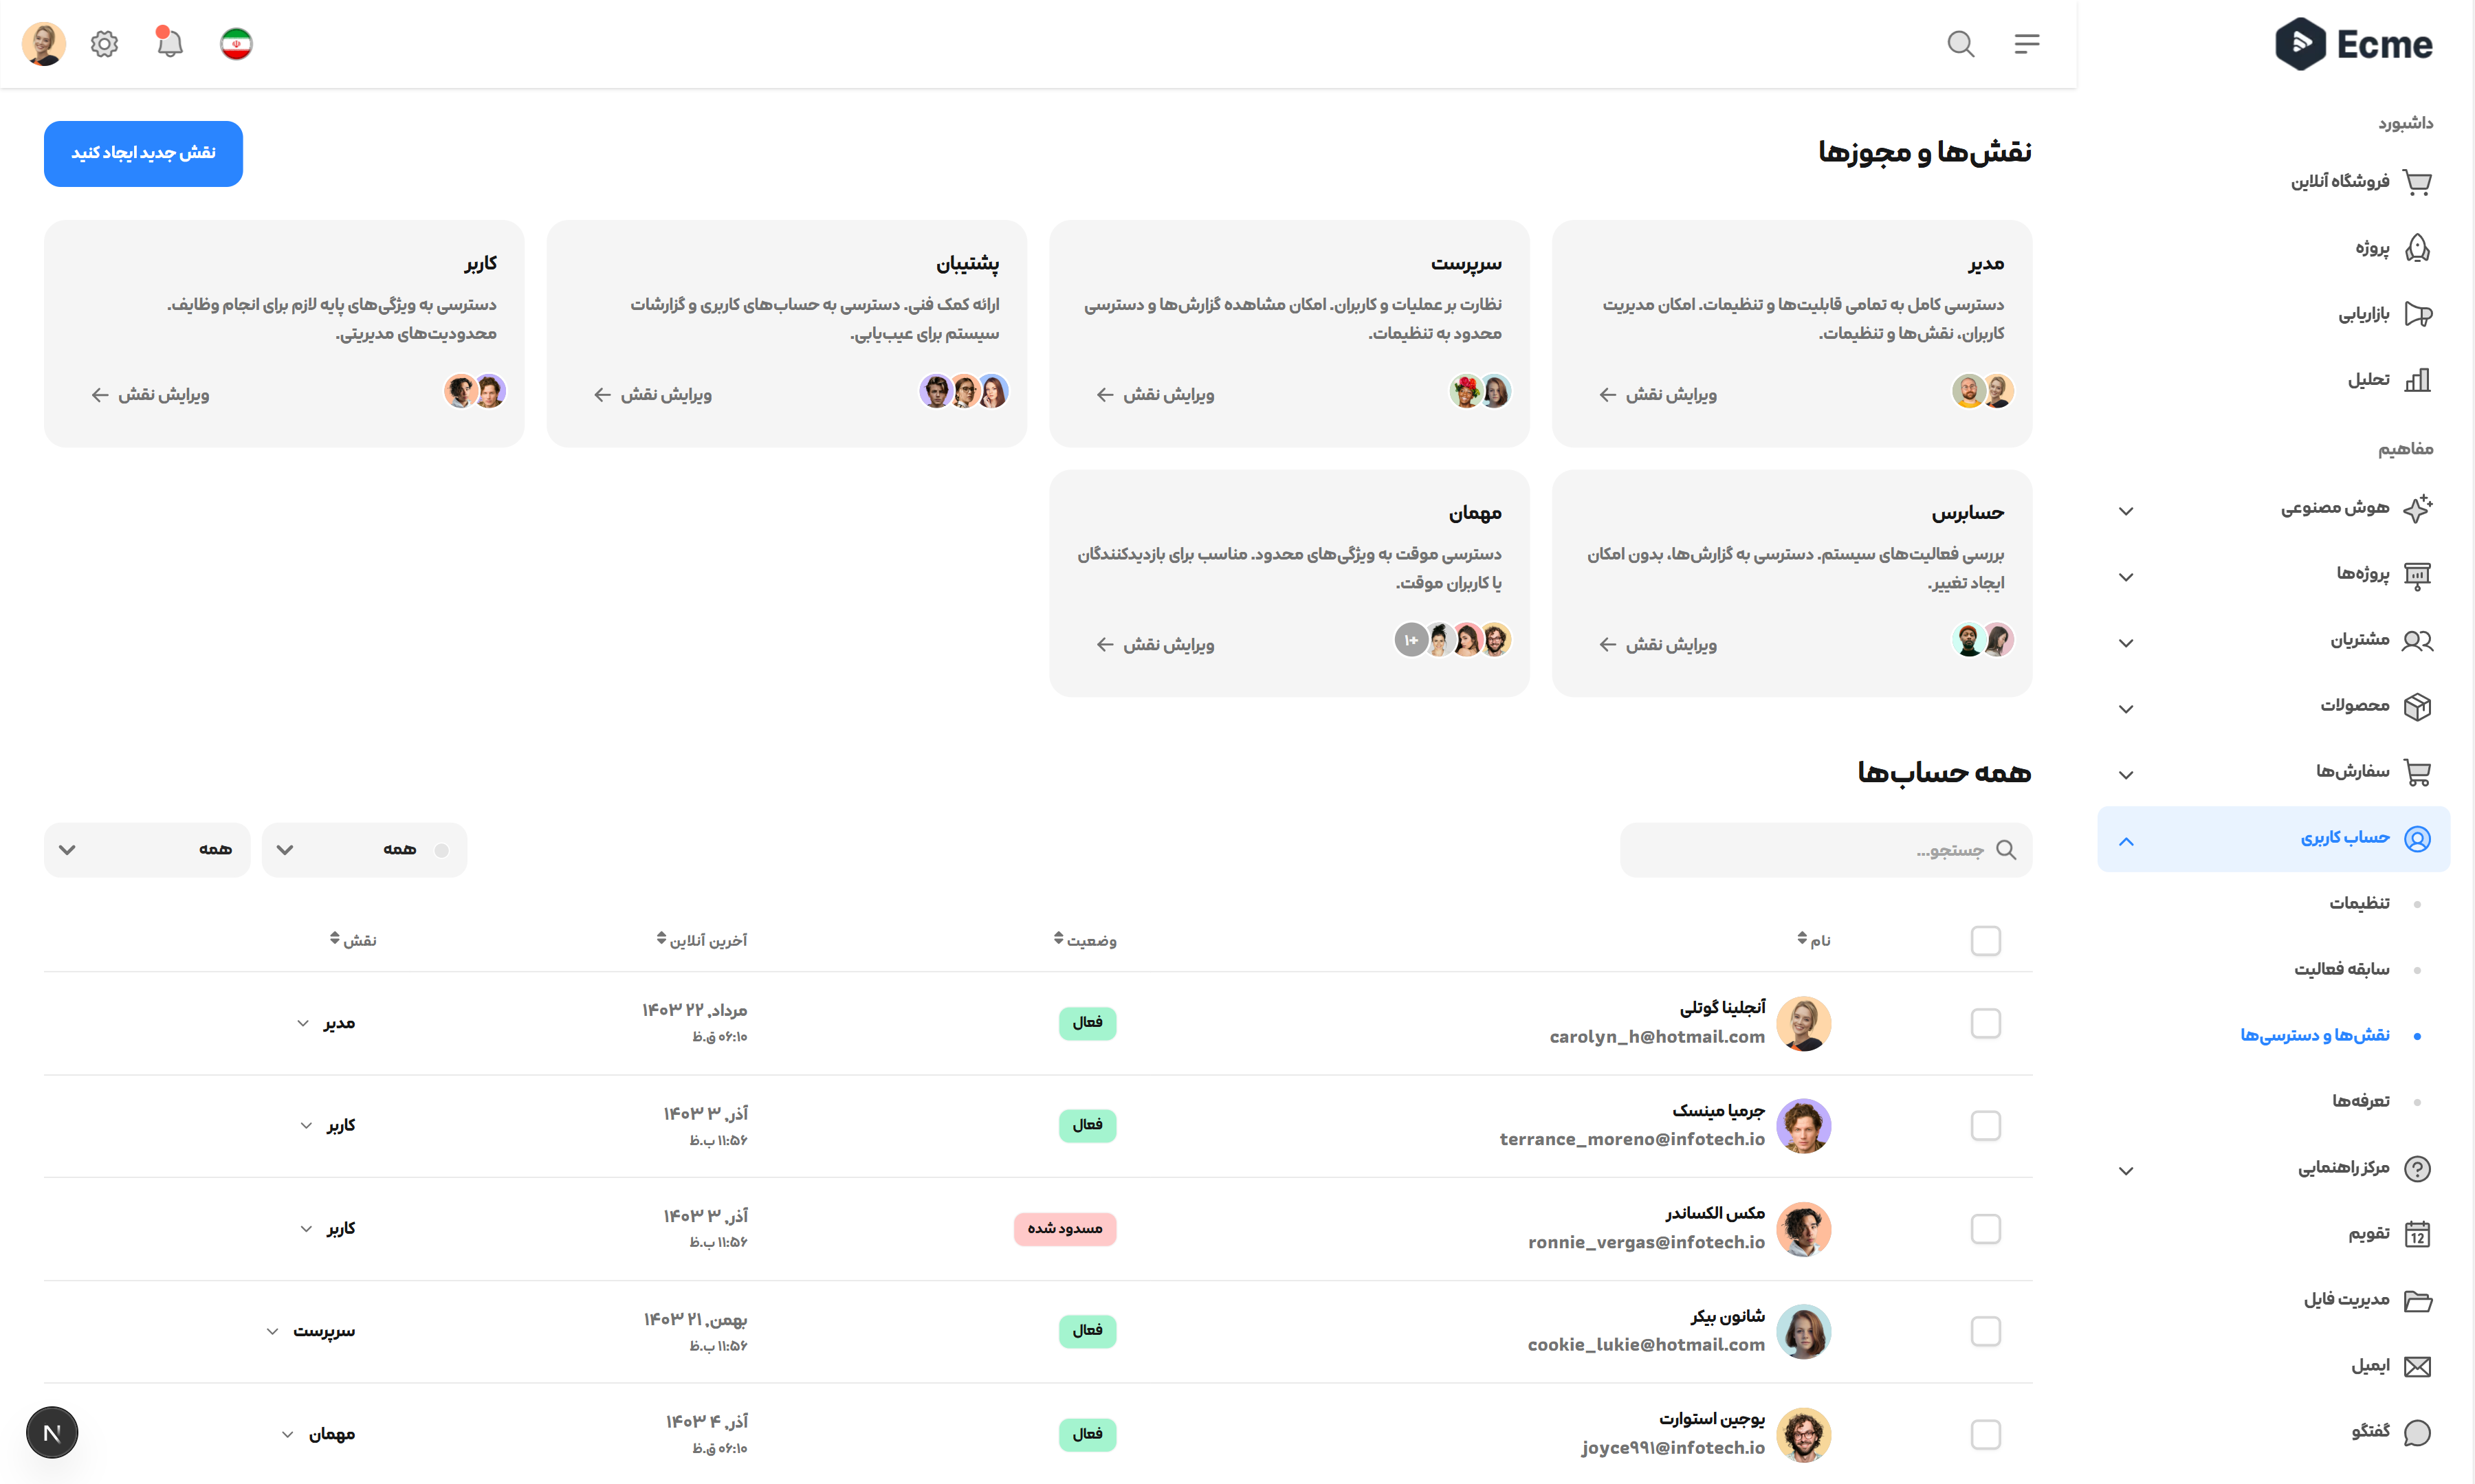 Ecme
داشبورد
فروشگاه آنلاین
پروژه
بازاریابی
تحلیل
مفاهیم
هوش مصنوعی
پروژه‌ها
مشتریان
محصولات
سفارش‌ها
حساب کاربری
تنظیمات
سابقه فعالیت
نقش‌ها و دسترسی‌ها
تعرفه‌ها
مرکز راهنمایی
12
تقویم
مدیریت فایل
ایمیل
گفتگو
نقش‌ها و مجوزها
نقش جدید ایجاد کنید
مدیر
دسترسی کامل به تمامی قابلیت‌ها و تنظیمات. امکان مدیریت
کاربران، نقش‌ها و تنظیمات.
ویرایش نقش
سرپرست
نظارت بر عملیات و کاربران. امکان مشاهده گزارش‌ها و دسترسی
محدود به تنظیمات.
ویرایش نقش
پشتیبان
ارائه کمک فنی. دسترسی به حساب‌های کاربری و گزارشات
سیستم برای عیب‌یابی.
ویرایش نقش
کاربر
دسترسی به ویژگی‌های پایه لازم برای انجام وظایف.
محدودیت‌های مدیریتی.
ویرایش نقش
حسابرس
بررسی فعالیت‌های سیستم. دسترسی به گزارش‌ها، بدون امکان
ایجاد تغییر.
ویرایش نقش
مهمان
دسترسی موقت به ویژگی‌های محدود. مناسب برای بازدیدکنندگان
یا کاربران موقت.
+۱
ویرایش نقش
همه حساب‌ها
جستجو...
همه
همه
نام
وضعیت
آخرین آنلاین
نقش
آنجلینا گوتلی
carolyn_h@hotmail.com
فعال
مرداد, ۲۲ ۱۴۰۳
۰۶:۱۰ ق.ظ
مدیر
جرمیا مینسک
terrance_moreno@infotech.io
فعال
آذر, ۳ ۱۴۰۳
۱۱:۵۶ ب.ظ
کاربر
مکس الکساندر
ronnie_vergas@infotech.io
مسدود شده
آذر, ۳ ۱۴۰۳
۱۱:۵۶ ب.ظ
کاربر
شانون بیکر
cookie_lukie@hotmail.com
فعال
بهمن, ۲۱ ۱۴۰۳
۱۱:۵۶ ب.ظ
سرپرست
یوجین استوارت
joyce۹۹۱@infotech.io
فعال
آذر, ۴ ۱۴۰۳
۰۶:۱۰ ق.ظ
مهمان
N